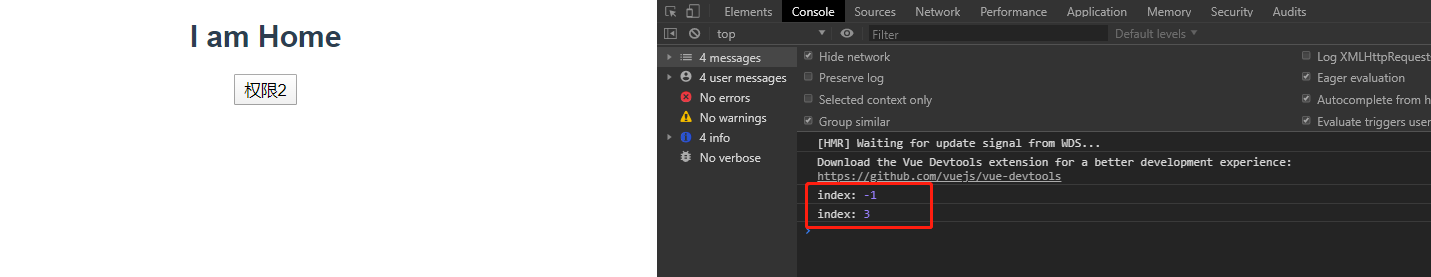 I am Home
权限2
Elements Console Sources Network Performance Application Memory Security Audits
top Filter Default levels
4 messages
4 user messages
No errors
No warnings
4 info
No verbose
Hide network Log XMLHttpRequest
Preserve log Eager evaluation
Selected context only Autocomplete from h
Group similar Evaluate triggers user
[HMR] Waiting for update signal from WDS...
Download the Vue Devtools extension for a better development experience:
https://github.com/vuejs/vue-devtools
index: -1
index: 3